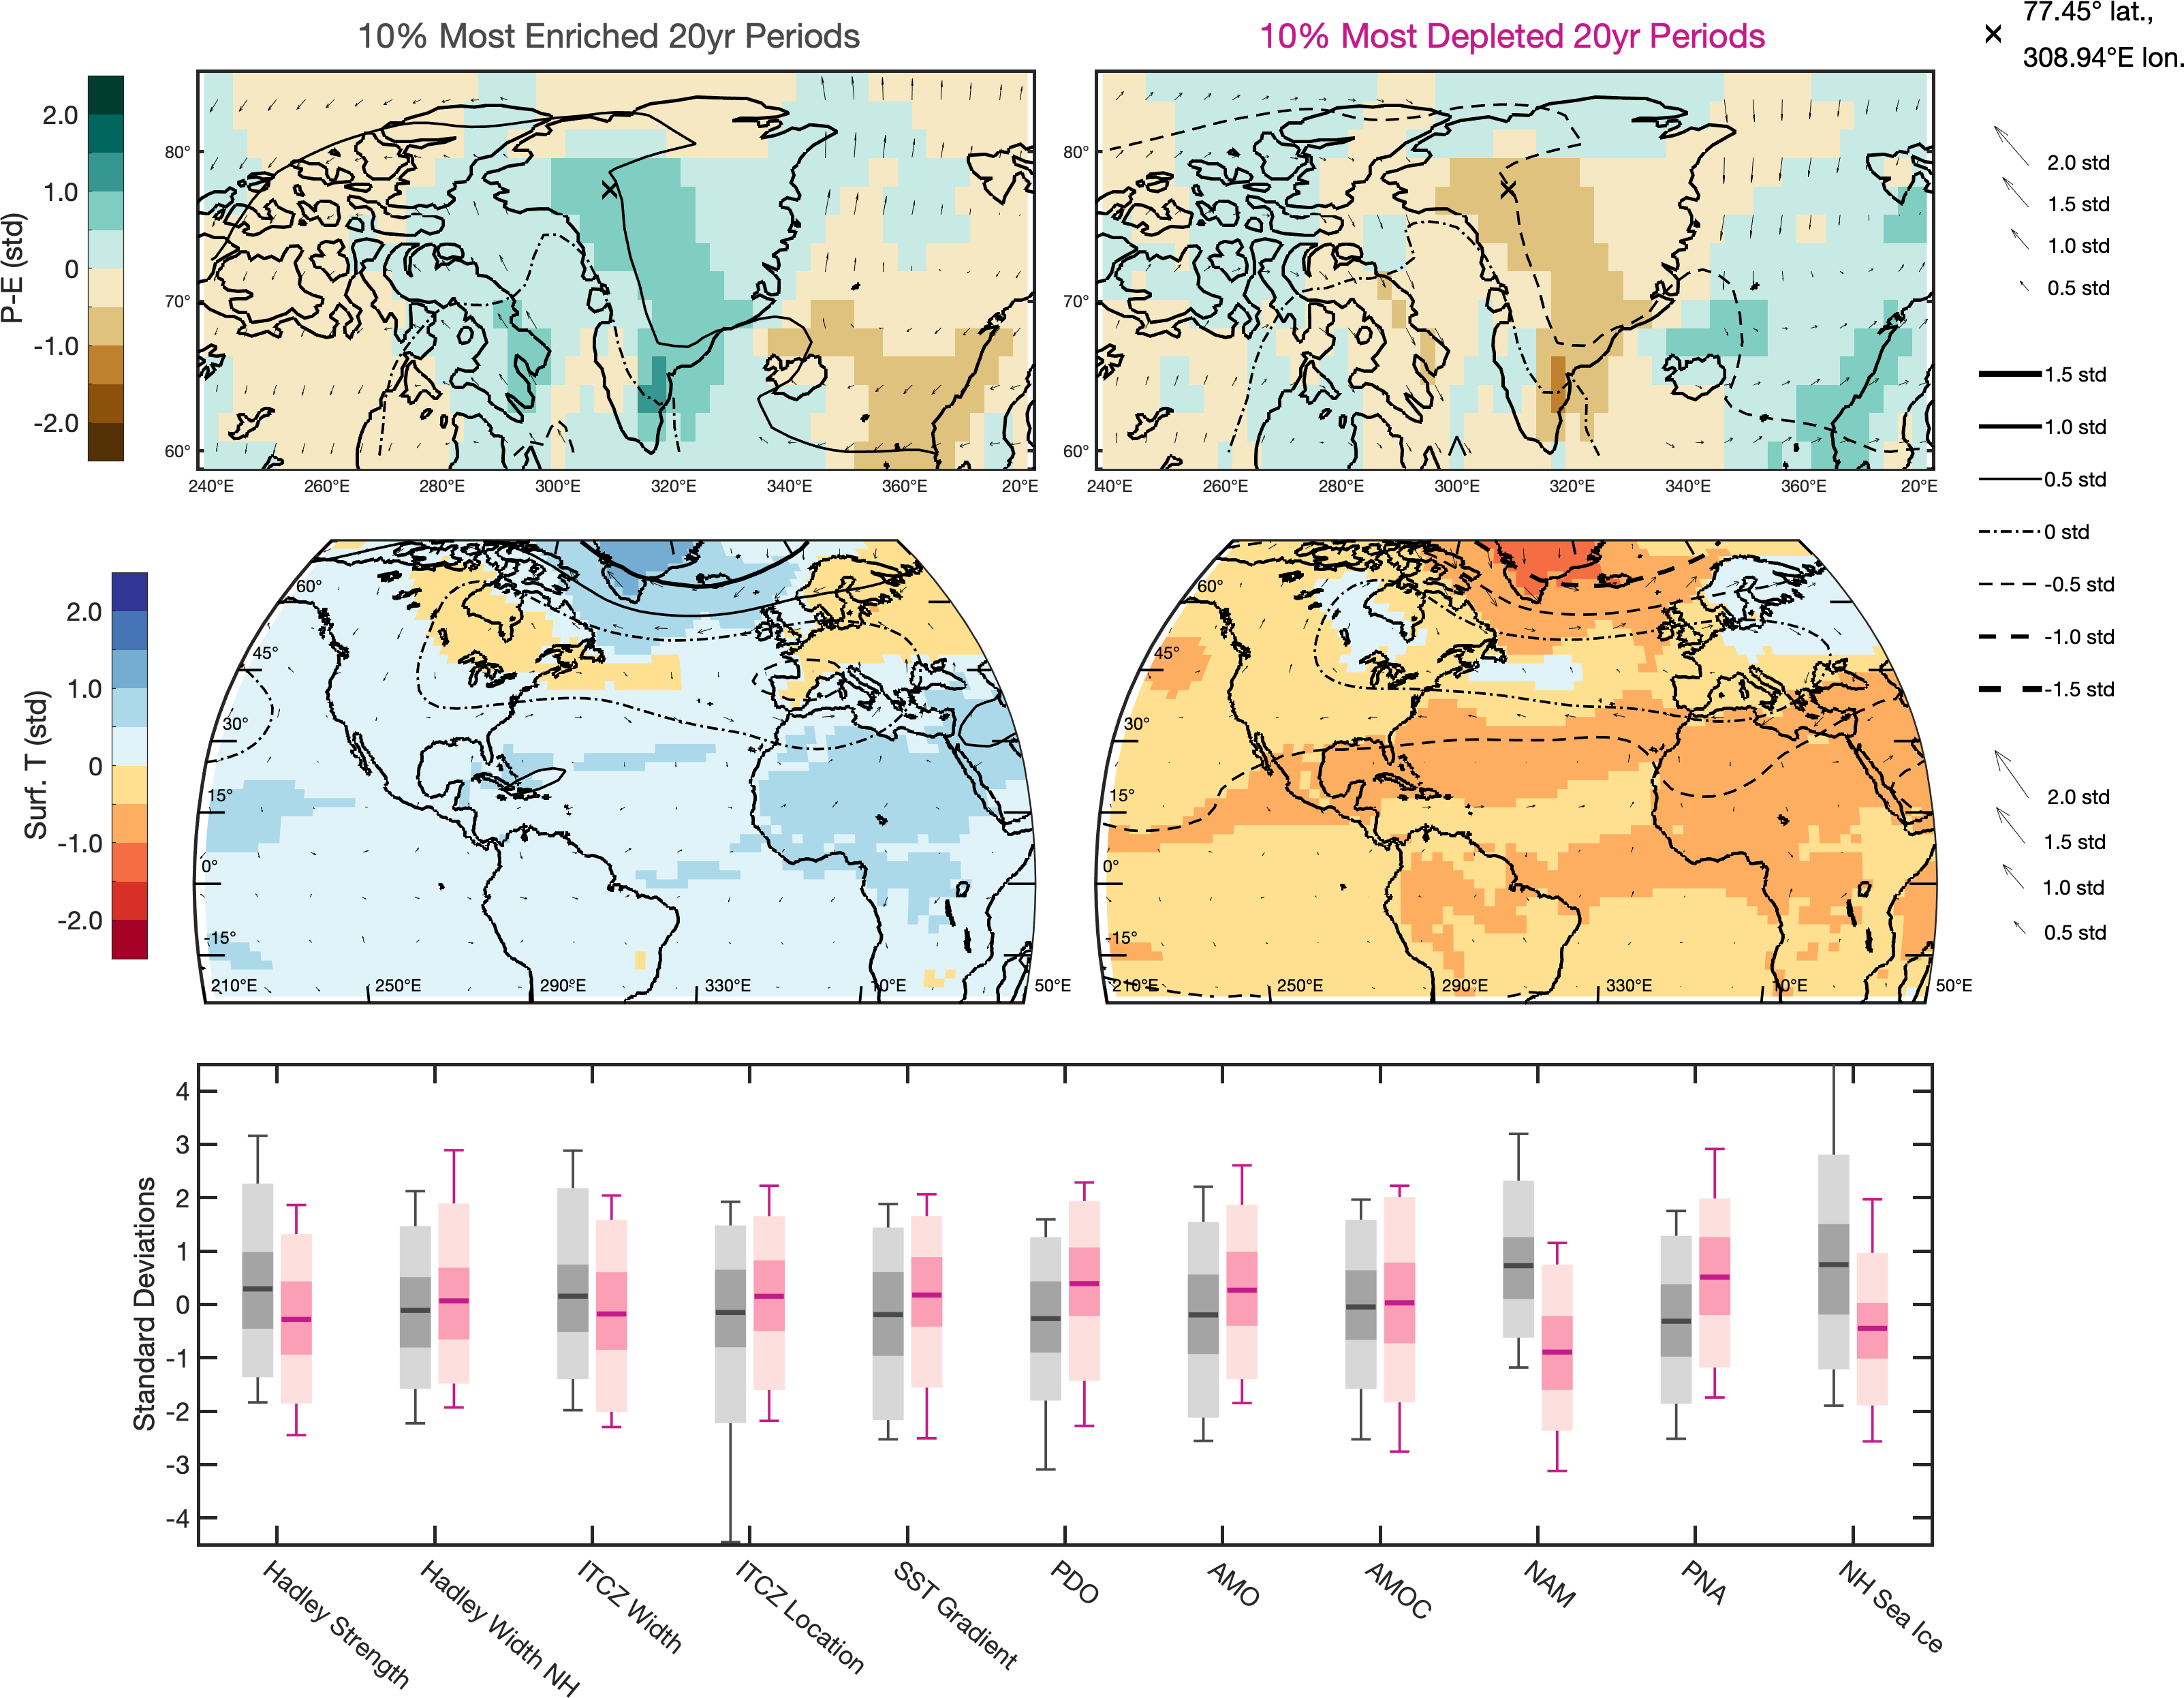 10% Most Enriched 20yr Periods
10% Most Depleted 20yr Periods
77.45° lat.,
308.94°E lon.
P-E (std)
2.0
1.0
0
-1.0
-2.0
80°
70°
60°
240°E 260°E 280°E 300°E 320°E 340°E 360°E 20°E
80°
70°
60°
240°E 260°E 280°E 300°E 320°E 340°E 360°E 20°E
2.0 std
1.5 std
1.0 std
0.5 std
1.5 std
1.0 std
0.5 std
0 std
-0.5 std
-1.0 std
-1.5 std
Surf. T (std)
2.0
1.0
0
-1.0
-2.0
60°
45°
30°
15°
0°
-15°
210°E 250°E 290°E 330°E 10°E 50°E
60°
45°
30°
15°
0°
-15°
210°E 250°E 290°E 330°E 10°E 50°E
2.0 std
1.5 std
1.0 std
0.5 std
Standard Deviations
4
3
2
1
0
-1
-2
-3
-4
Hadley Strength
Hadley Width NH
ITCZ Width
ITCZ Location
SST Gradient
PDO
AMO
AMOC
NAM
PNA
NH Sea Ice